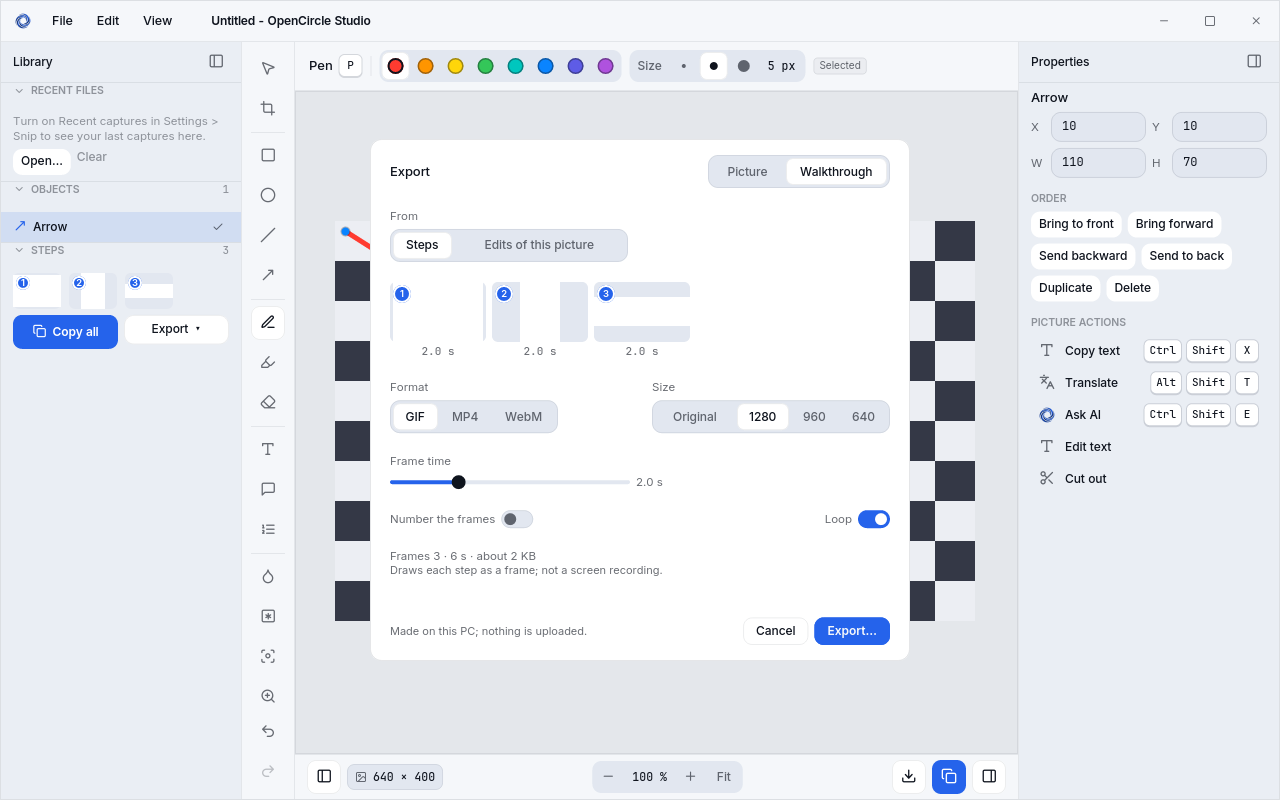 File Edit View Untitled - OpenCircle Studio
Library
RECENT FILES
Turn on Recent captures in Settings >
Snip to see your last captures here.
Open... Clear
OBJECTS 1
Arrow
STEPS 3
1 2 3
Copy all Export
Pen P Size 5 px Selected
Export Picture Walkthrough
From
Steps Edits of this picture
1 2 3
2.0 s 2.0 s 2.0 s
Format Size
GIF MP4 WebM Original 1280 960 640
Frame time
2.0 s
Number the frames Loop
Frames 3 · 6 s · about 2 KB
Draws each step as a frame; not a screen recording.
Made on this PC; nothing is uploaded. Cancel Export...
640 × 400 − 100 % + Fit
Properties
Arrow
X 10 Y 10
W 110 H 70
ORDER
Bring to front Bring forward
Send backward Send to back
Duplicate Delete
PICTURE ACTIONS
Copy text Ctrl Shift X
Translate Alt Shift T
Ask AI Ctrl Shift E
Edit text
Cut out